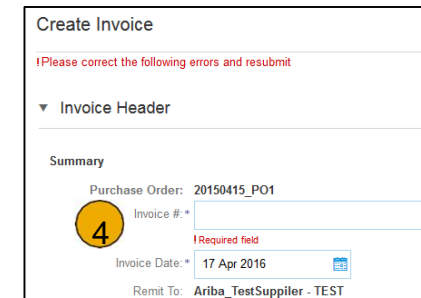 Create Invoice
!Please correct the following errors and resubmit
▼ Invoice Header
Summary
Purchase Order: 20150415_PO1
4
Invoice #:*
! Required field
Invoice Date:* 17 Apr 2016
Remit To: Ariba_TestSuppiler - TEST